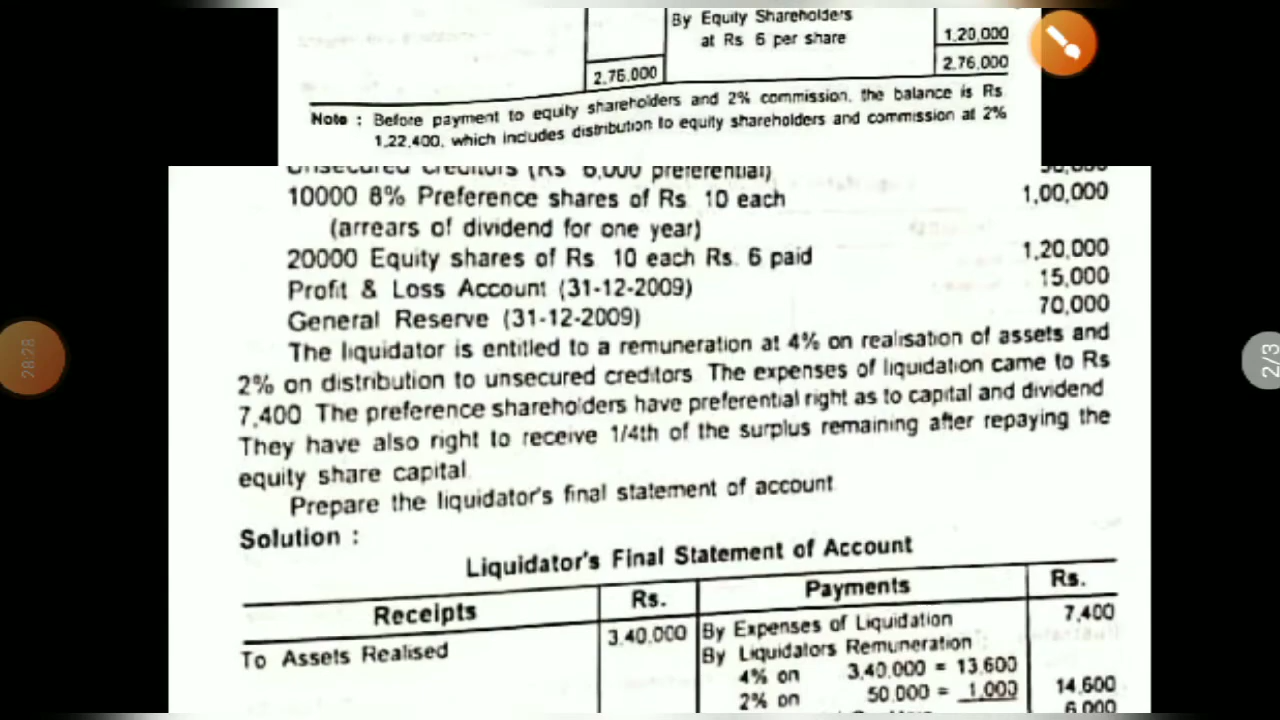 By Equity Shareholders
at Rs 6 per share 1,20,000
2,76,000 2,76,000
Note : Before payment to equity shareholders and 2% commission, the balance is Rs
1,22,400, which includes distribution to equity shareholders and commission at 2%
Unsecured Creditors (Rs 6,000 preferential)
10000 8% Preference shares of Rs. 10 each 1,00,000
(arrears of dividend for one year)
20000 Equity shares of Rs. 10 each Rs. 6 paid 1,20,000
Profit & Loss Account (31-12-2009) 15,000
General Reserve (31-12-2009) 70,000
The liquidator is entitled to a remuneration at 4% on realisation of assets and
2% on distribution to unsecured creditors The expenses of liquidation came to Rs
7,400 The preference shareholders have preferential right as to capital and dividend
They have also right to receive 1/4th of the surplus remaining after repaying the
equity share capital
Prepare the liquidator's final statement of account
Solution :
Liquidator's Final Statement of Account
Receipts Rs. Payments Rs.
To Assets Realised 3,40,000 By Expenses of Liquidation 7,400
By Liquidators Remuneration :
4% on 3,40,000 = 13,600
2% on 50,000 = 1,000 14,600
6,000
28:28
2/3